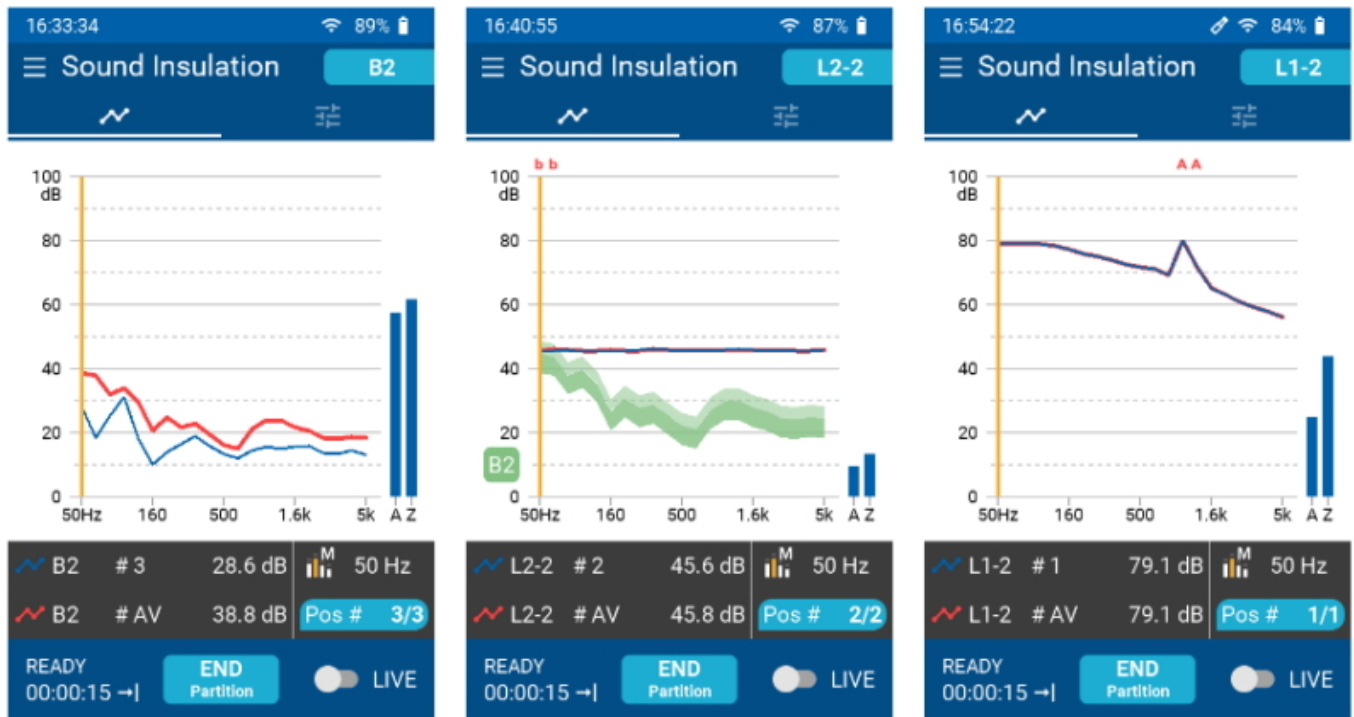 16:33:34 89%
Sound Insulation B2
100
dB
80
60
40
20
0
50Hz 160 500 1.6k 5k A Z
B2 # 3 28.6 dB M 50 Hz
B2 # AV 38.8 dB Pos # 3/3
READY
00:00:15
END
Partition
LIVE
16:40:55 87%
Sound Insulation L2-2
b b
100
dB
80
60
40
20
B2
0
50Hz 160 500 1.6k 5k A Z
L2-2 # 2 45.6 dB M 50 Hz
L2-2 # AV 45.8 dB Pos # 2/2
READY
00:00:15
END
Partition
LIVE
16:54:22 84%
Sound Insulation L1-2
A A
100
dB
80
60
40
20
0
50Hz 160 500 1.6k 5k A Z
L1-2 # 1 79.1 dB M 50 Hz
L1-2 # AV 79.1 dB Pos # 1/1
READY
00:00:15
END
Partition
LIVE